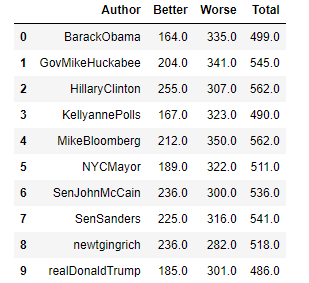 Author Better Worse Total
0 BarackObama 164.0 335.0 499.0
1 GovMikeHuckabee 204.0 341.0 545.0
2 HillaryClinton 255.0 307.0 562.0
3 KellyannePolls 167.0 323.0 490.0
4 MikeBloomberg 212.0 350.0 562.0
5 NYCMayor 189.0 322.0 511.0
6 SenJohnMcCain 236.0 300.0 536.0
7 SenSanders 225.0 316.0 541.0
8 newtgingrich 236.0 282.0 518.0
9 realDonaldTrump 185.0 301.0 486.0